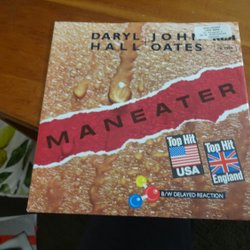 DARYL JOHN
HALL OATES
MANEATER
Top Hit
USA
Top Hit
England
B/W DELAYED REACTION